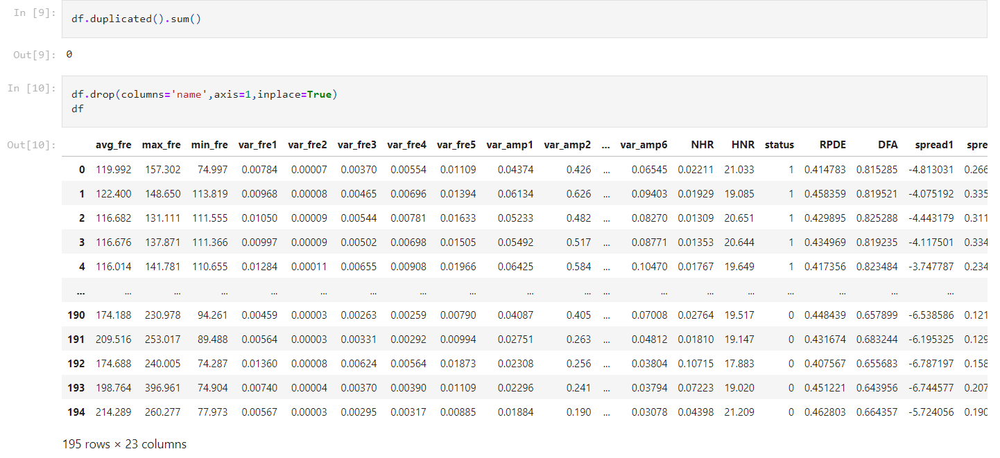 In [9]: df.duplicated().sum()
Out[9]: 0
In [10]: df.drop(columns='name',axis=1,inplace=True)
df
Out[10]: avg_fre max_fre min_fre var_fre1 var_fre2 var_fre3 var_fre4 var_fre5 var_amp1 var_amp2 ... var_amp6 NHR HNR status RPDE DFA spread1 spre
0 119.992 157.302 74.997 0.00784 0.00007 0.00370 0.00554 0.01109 0.04374 0.426 ... 0.06545 0.02211 21.033 1 0.414783 0.815285 -4.813031 0.266
1 122.400 148.650 113.819 0.00968 0.00008 0.00465 0.00696 0.01394 0.06134 0.626 ... 0.09403 0.01929 19.085 1 0.458359 0.819521 -4.075192 0.335
2 116.682 131.111 111.555 0.01050 0.00009 0.00544 0.00781 0.01633 0.05233 0.482 ... 0.08270 0.01309 20.651 1 0.429895 0.825288 -4.443179 0.311
3 116.676 137.871 111.366 0.00997 0.00009 0.00502 0.00698 0.01505 0.05492 0.517 ... 0.08771 0.01353 20.644 1 0.434969 0.819235 -4.117501 0.334
4 116.014 141.781 110.655 0.01284 0.00011 0.00655 0.00908 0.01966 0.06425 0.584 ... 0.10470 0.01767 19.649 1 0.417356 0.823484 -3.747787 0.234
... ... ... ... ... ... ... ... ... ... ... ... ... ... ... ... ... ... ...
190 174.188 230.978 94.261 0.00459 0.00003 0.00263 0.00259 0.00790 0.04087 0.405 ... 0.07008 0.02764 19.517 0 0.448439 0.657899 -6.538586 0.121
191 209.516 253.017 89.488 0.00564 0.00003 0.00331 0.00292 0.00994 0.02751 0.263 ... 0.04812 0.01810 19.147 0 0.431674 0.683244 -6.195325 0.129
192 174.688 240.005 74.287 0.01360 0.00008 0.00624 0.00564 0.01873 0.02308 0.256 ... 0.03804 0.10715 17.883 0 0.407567 0.655683 -6.787197 0.158
193 198.764 396.961 74.904 0.00740 0.00004 0.00370 0.00390 0.01109 0.02296 0.241 ... 0.03794 0.07223 19.020 0 0.451221 0.643956 -6.744577 0.207
194 214.289 260.277 77.973 0.00567 0.00003 0.00295 0.00317 0.00885 0.01884 0.190 ... 0.03078 0.04398 21.209 0 0.462803 0.664357 -5.724056 0.190
195 rows × 23 columns